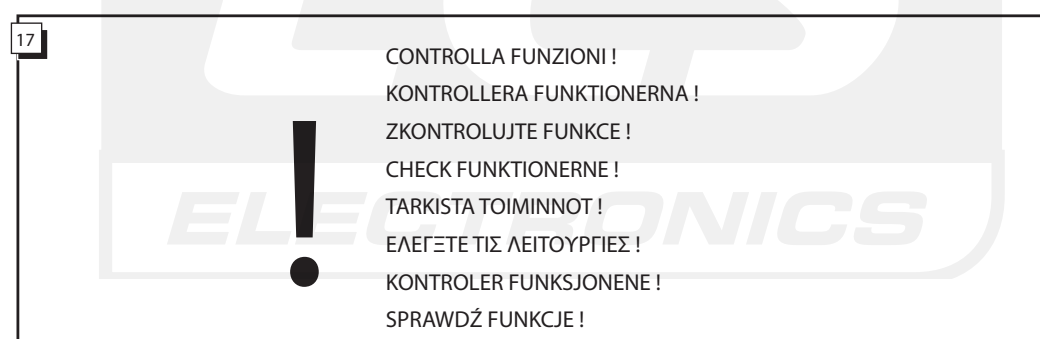 17
CONTROLLA FUNZIONI !
KONTROLLERA FUNKTIONERNA !
ZKONTROLUJTE FUNKCE !
CHECK FUNKTIONERNE !
TARKISTA TOIMINNOT !
ΕΛΕΓΞΤΕ ΤΙΣ ΛΕΙΤΟΥΡΓΙΕΣ !
!
KONTROLER FUNKSJONENE !
SPRAWDŹ FUNKCJE !
ELECTRONICS